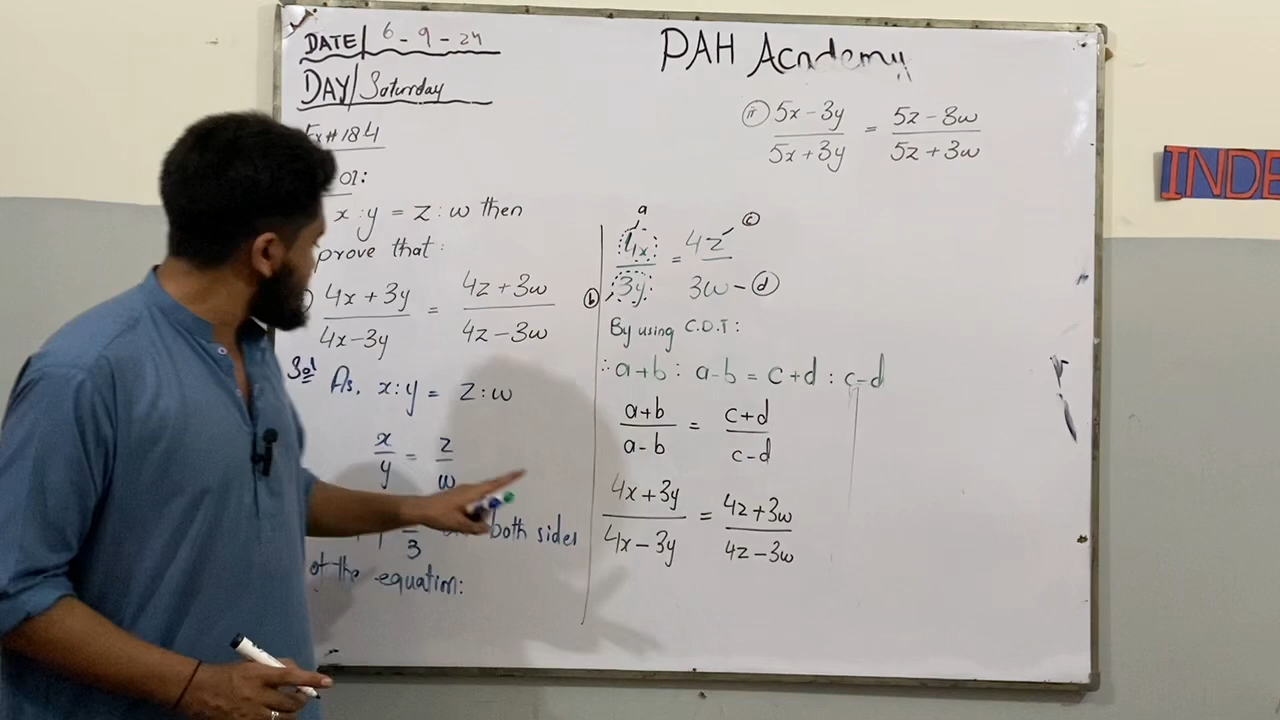 DATE/ 6-9-24
DAY/ Saturday
PAH Academy
Ex#18.4
01:
x:y = z:w then
prove that:
4x+3y/4x-3y = 4z+3w/4z-3w
Sol As, x:y = z:w
x/y = z/w
3 both sides
of the equation:
a c
4x/3y = 4z/3w
b d
By using C.D.T:
∴ a+b : a-b = c+d : c-d
a+b/a-b = c+d/c-d
4x+3y/4x-3y = 4z+3w/4z-3w
ii 5x-3y/5x+3y = 5z-3w/5z+3w
INDE